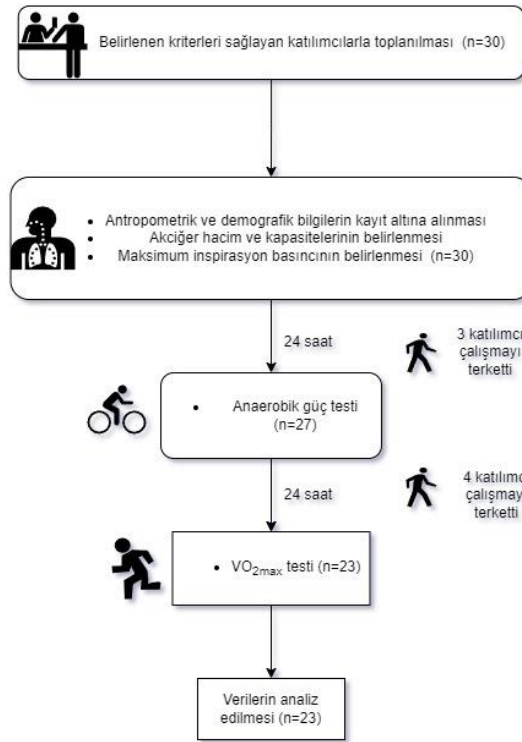 Belirlenen kriterleri sağlayan katılımcılarla toplanılması (n=30)
• Antropometrik ve demografik bilgilerin kayıt altına alınması
• Akciğer hacim ve kapasitelerinin belirlenmesi
• Maksimum inspirasyon basıncının belirlenmesi (n=30)
24 saat
3 katılımcı
çalışmayı
terketti
• Anaerobik güç testi
(n=27)
24 saat
4 katılımcı
çalışmay
terketti
• VO2max testi (n=23)
Verilerin analiz
edilmesi (n=23)